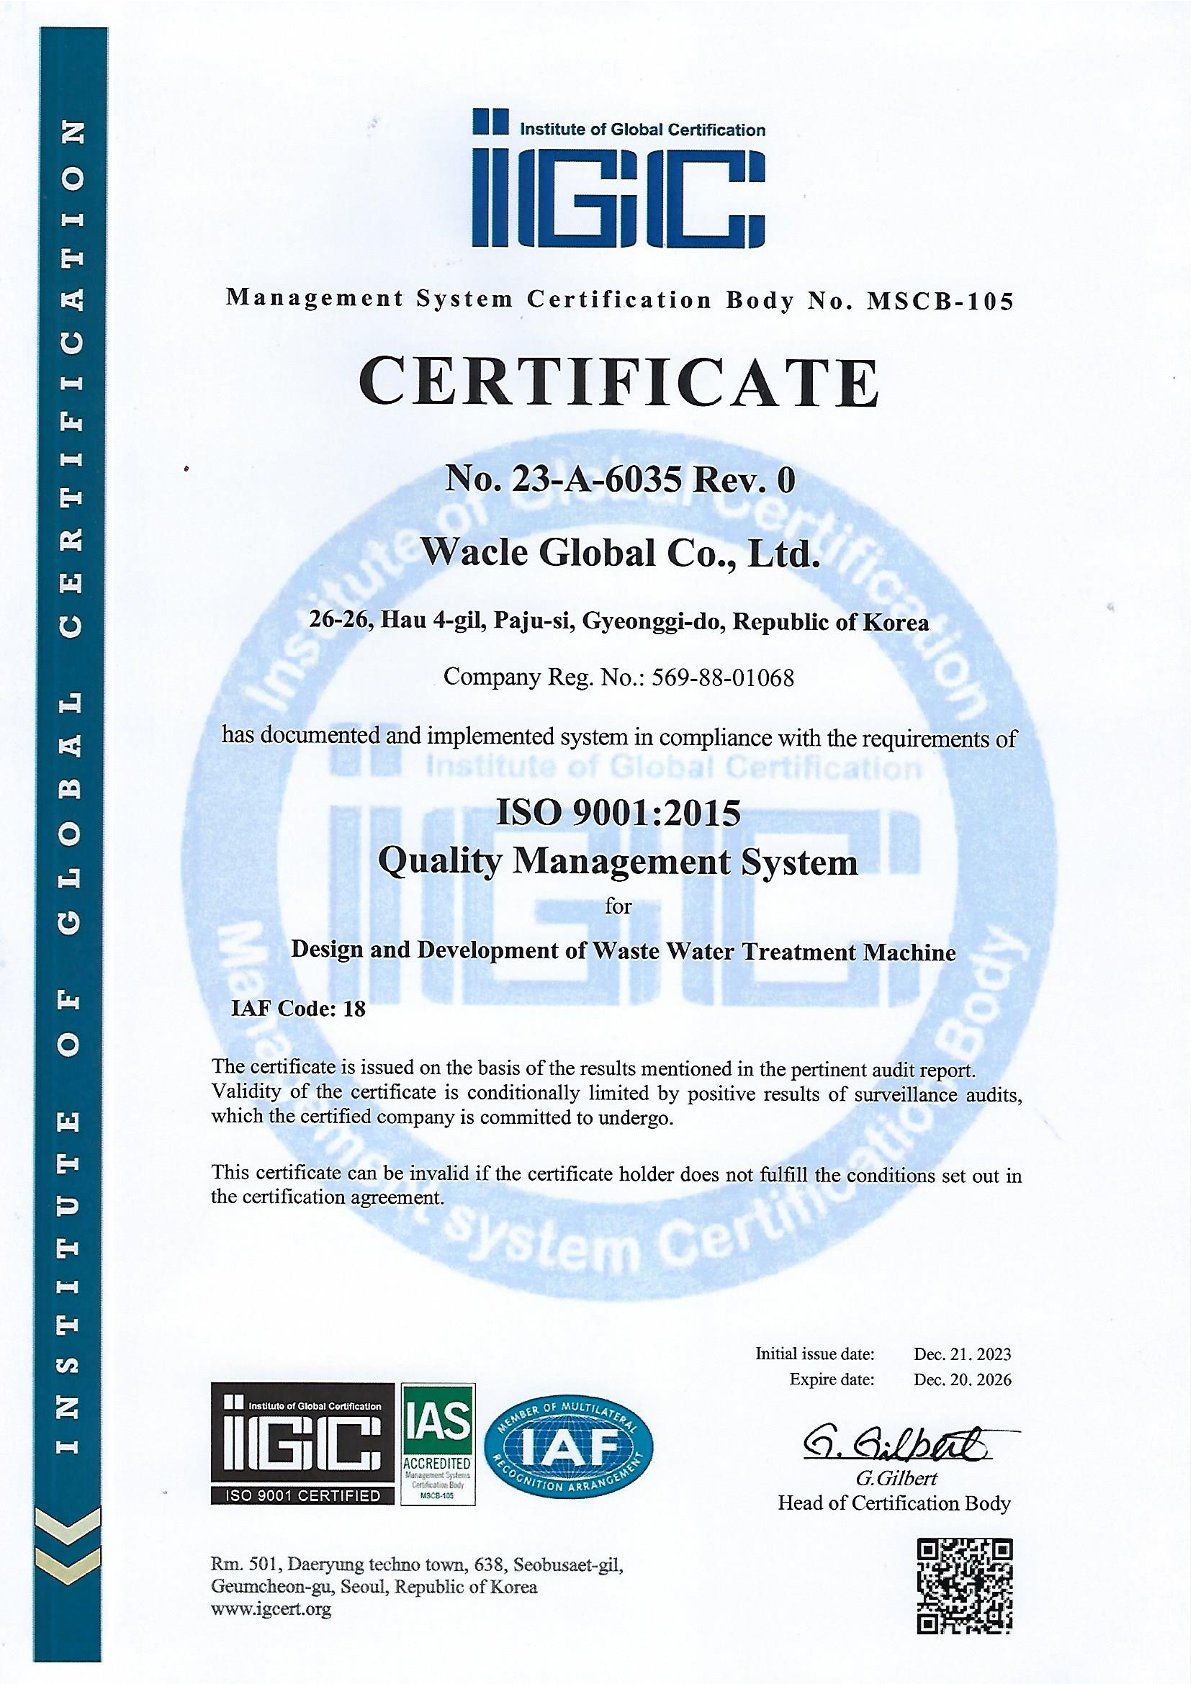 INSTITUTE OF GLOBAL CERTIFICATION
Institute of Global Certification
iGC
Management System Certification Body No. MSCB-105
CERTIFICATE
No. 23-A-6035 Rev. 0
Wacle Global Co., Ltd.
26-26, Hau 4-gil, Paju-si, Gyeonggi-do, Republic of Korea
Company Reg. No.: 569-88-01068
has documented and implemented system in compliance with the requirements of
ISO 9001:2015
Quality Management System
for
Design and Development of Waste Water Treatment Machine
IAF Code: 18
The certificate is issued on the basis of the results mentioned in the pertinent audit report.
Validity of the certificate is conditionally limited by positive results of surveillance audits,
which the certified company is committed to undergo.
This certificate can be invalid if the certificate holder does not fulfill the conditions set out in
the certification agreement.
Institute of Global Certification
Management system Certification Body
Institute of Global Certification
iGC
Initial issue date: Dec. 21. 2023
Expire date: Dec. 20. 2026
G. Gilbert
G.Gilbert
Head of Certification Body
Institute of Global Certification
iGC
ISO 9001 CERTIFIED
IAS
ACCREDITED
Management Systems
Certification Body
MSCB-105
MEMBER OF MULTILATERAL
IAF
RECOGNITION ARRANGEMENT
Rm. 501, Daeryung techno town, 638, Seobusaet-gil,
Geumcheon-gu, Seoul, Republic of Korea
www.igcert.org